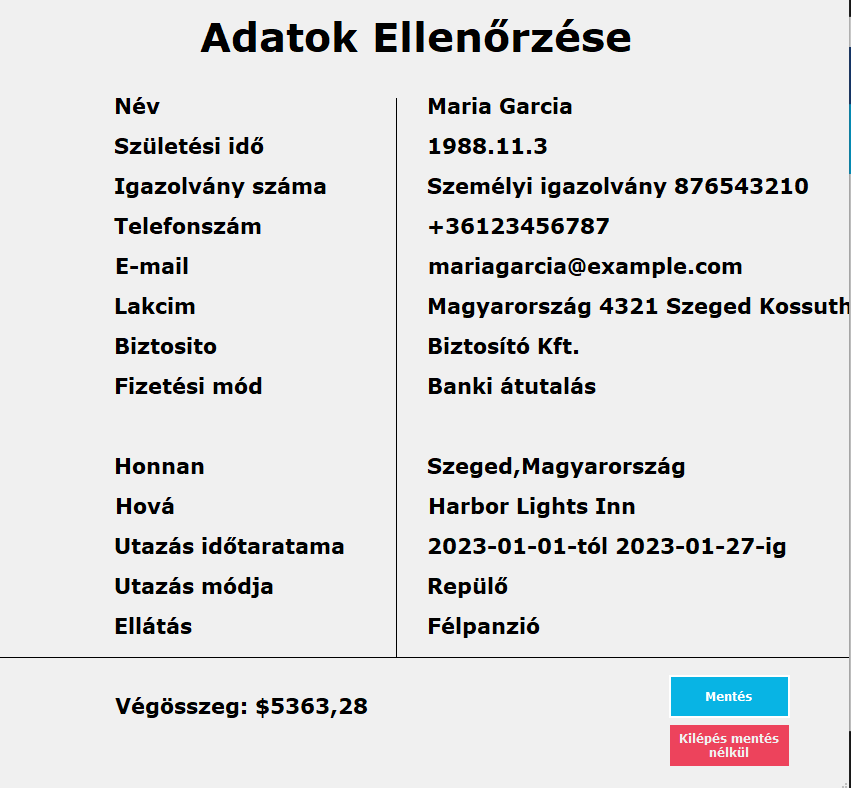 Adatok Ellenőrzése
Név Maria Garcia
Születési idő 1988.11.3
Igazolvány száma Személyi igazolvány 876543210
Telefonszám +36123456787
E-mail mariagarcia@example.com
Lakcim Magyarország 4321 Szeged Kossuth
Biztosito Biztosító Kft.
Fizetési mód Banki átutalás
Honnan Szeged,Magyarország
Hová Harbor Lights Inn
Utazás időtaratama 2023-01-01-tól 2023-01-27-ig
Utazás módja Repülő
Ellátás Félpanzió
Végösszeg: $5363,28
Mentés
Kilépés mentés
nélkül